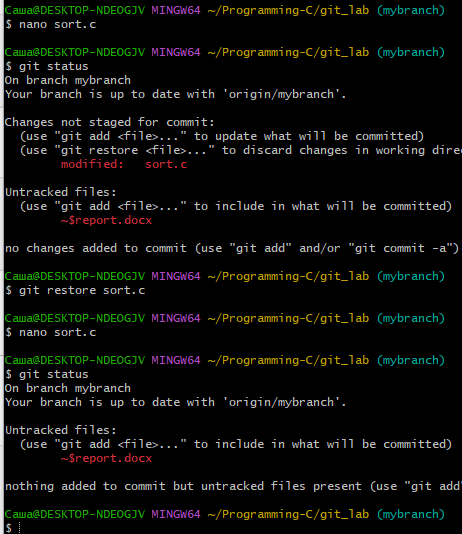 Саша@DESKTOP-NDEOGJV MINGW64 ~/Programming-C/git_lab (mybranch)
$ nano sort.c
Саша@DESKTOP-NDEOGJV MINGW64 ~/Programming-C/git_lab (mybranch)
$ git status
On branch mybranch
Your branch is up to date with 'origin/mybranch'.
Changes not staged for commit:
  (use "git add <file>..." to update what will be committed)
  (use "git restore <file>..." to discard changes in working dire
        modified:   sort.c
Untracked files:
  (use "git add <file>..." to include in what will be committed)
        ~$report.docx
no changes added to commit (use "git add" and/or "git commit -a")
Саша@DESKTOP-NDEOGJV MINGW64 ~/Programming-C/git_lab (mybranch)
$ git restore sort.c
Саша@DESKTOP-NDEOGJV MINGW64 ~/Programming-C/git_lab (mybranch)
$ nano sort.c
Саша@DESKTOP-NDEOGJV MINGW64 ~/Programming-C/git_lab (mybranch)
$ git status
On branch mybranch
Your branch is up to date with 'origin/mybranch'.
Untracked files:
  (use "git add <file>..." to include in what will be committed)
        ~$report.docx
nothing added to commit but untracked files present (use "git add"
Саша@DESKTOP-NDEOGJV MINGW64 ~/Programming-C/git_lab (mybranch)
$